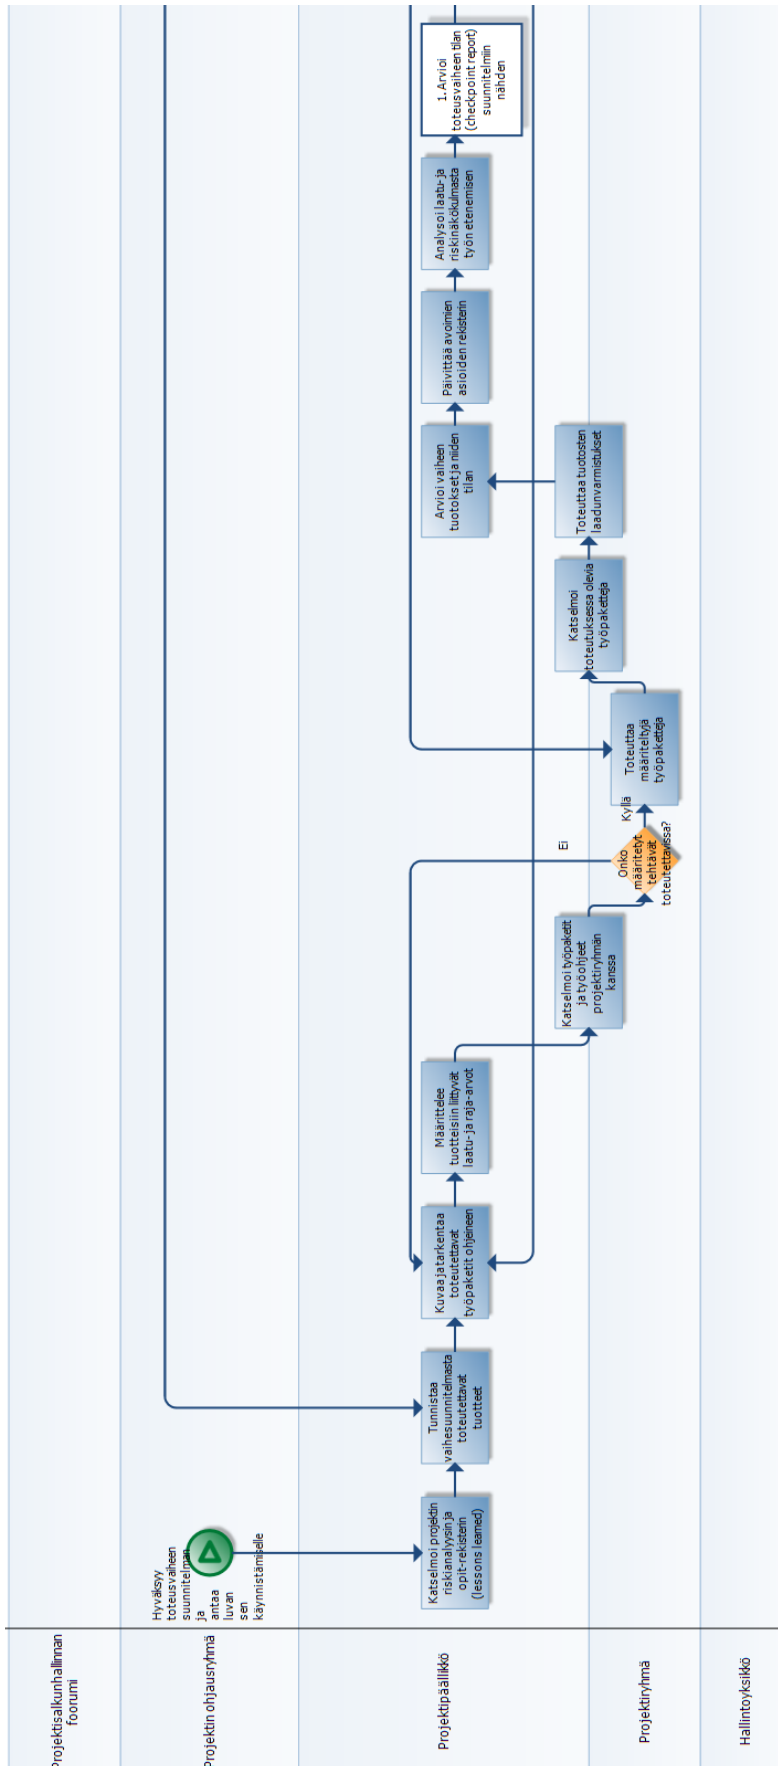 Projektisalkunhallinnan
foorumi
Projektin ohjausryhmä
Projektipäällikkö
Projektiryhmä
Hallintoyksikkö
Hyväksyy
toteusvaiheen
suunnitelman
ja
antaa
luvan
sen
käynnistämiselle
Katselmoi projektin
riskianalyysin ja
opit-rekisterin
(lessons learned)
Tunnistaa
vaihesuunnitelmasta
toteutettavat
tuotteet
Kuvaa ja tarkentaa
toteutettavat
työpaketit ohjeineen
Määrittelee
tuotteisiin liittyvät
laatu- ja raja-arvot
Katselmoi työpaketit
ja työohjeet
projektiryhmän
kanssa
Onko
määritetyt
tehtävät
toteutettavissa?
Ei
Kyllä
Toteuttaa
määriteltyjä
työpaketteja
Katselmoi
toteutuksessa olevia
työpaketteja
Toteuttaa tuotosten
laadunvarmistukset
Arvioi vaiheen
tuotokset ja niiden
tilan
Päivittää avoimien
asioiden rekisterin
Analysoi laatu- ja
riskinäkökulmasta
työn etenemisen
1. Arvioi
toteusvaiheen tilan
(checkpoint report)
suunnitelmiin
nähden